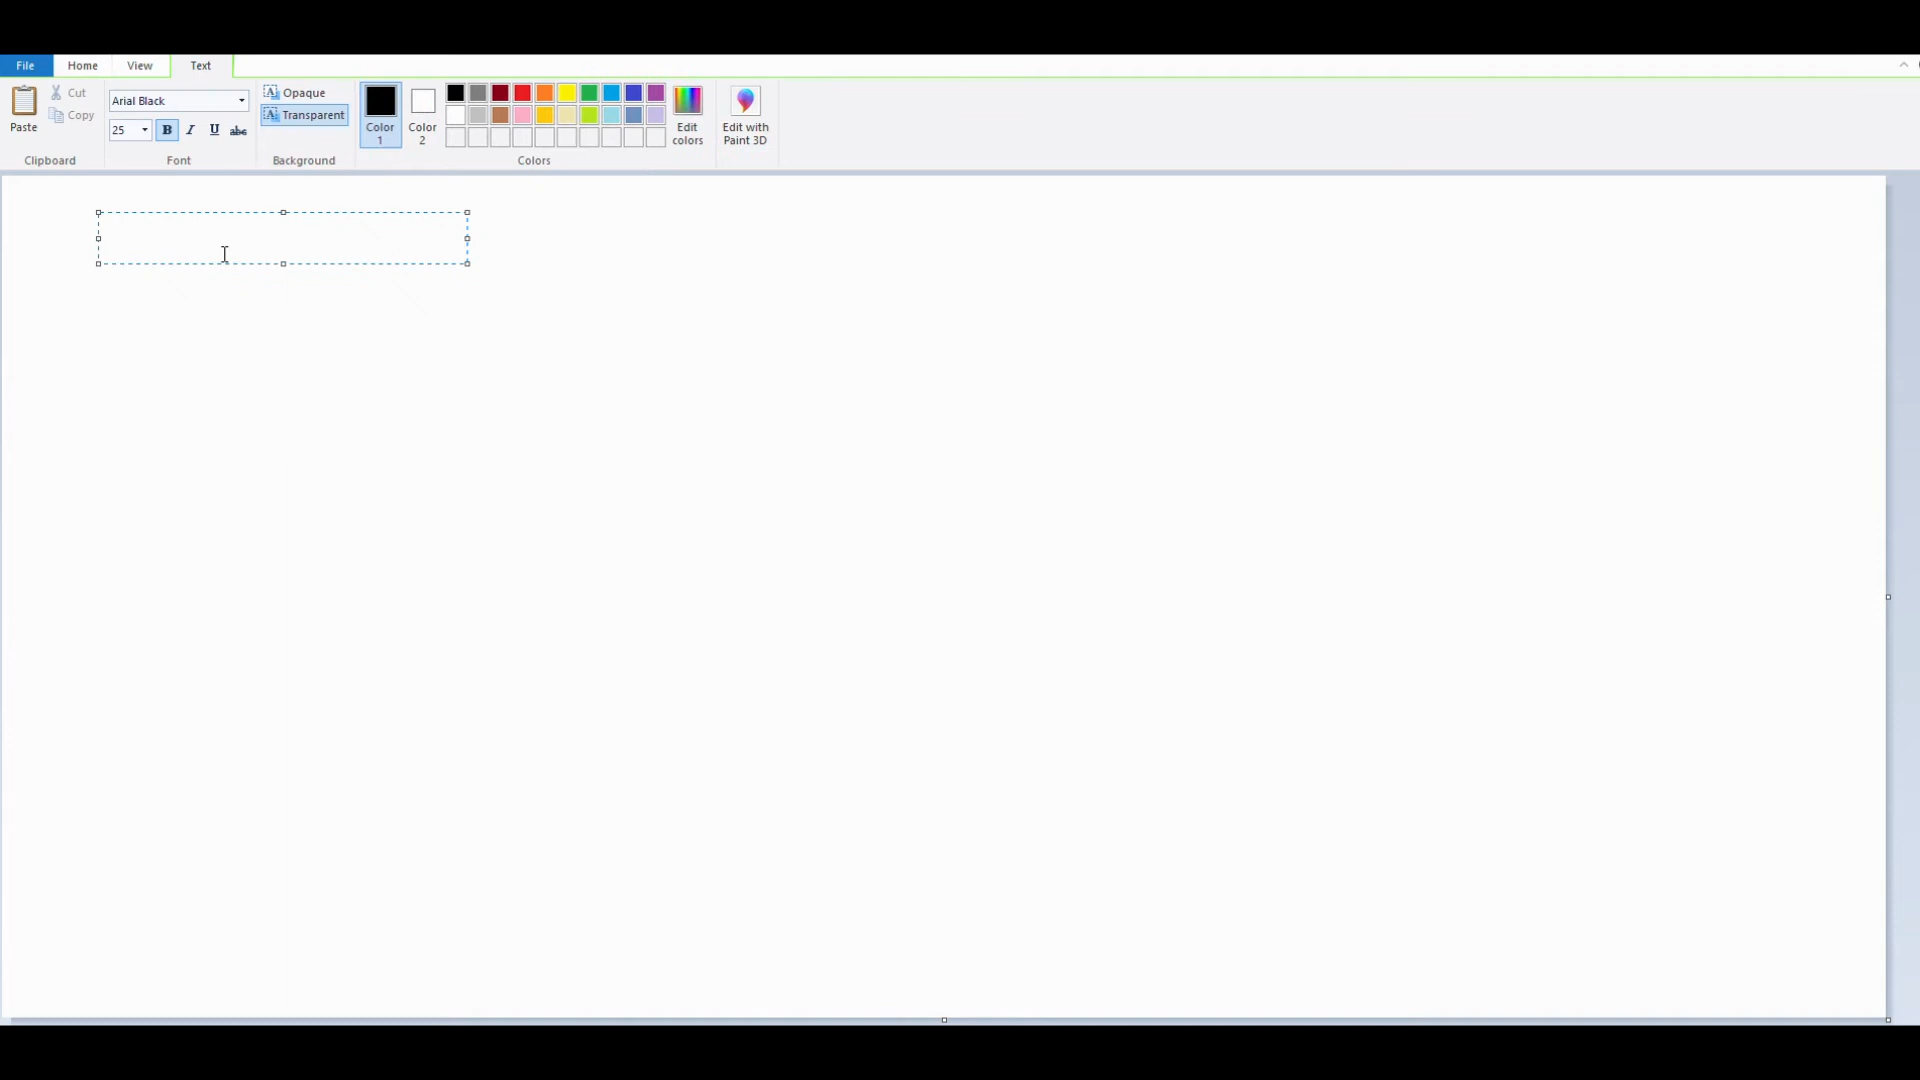 File Home View Text
Paste Cut Arial Black Opaque
Copy 25 B I U abc Transparent
Color 1 Color 2 Edit colors Edit with Paint 3D
Clipboard Font Background Colors